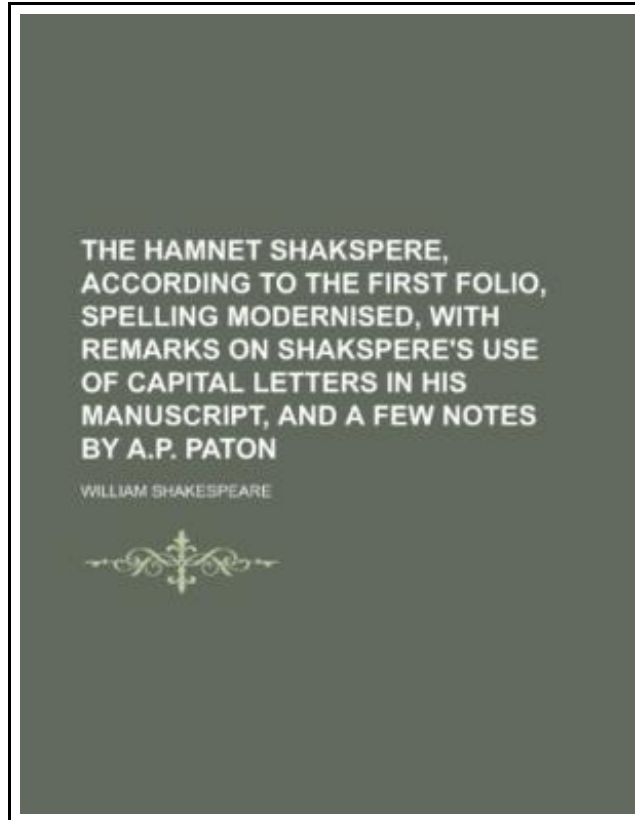 THE HAMNET SHAKSPERE,
ACCORDING TO THE FIRST FOLIO,
SPELLING MODERNISED, WITH
REMARKS ON SHAKSPERE'S USE
OF CAPITAL LETTERS IN HIS
MANUSCRIPT, AND A FEW NOTES
BY A.P. PATON
WILLIAM SHAKESPEARE